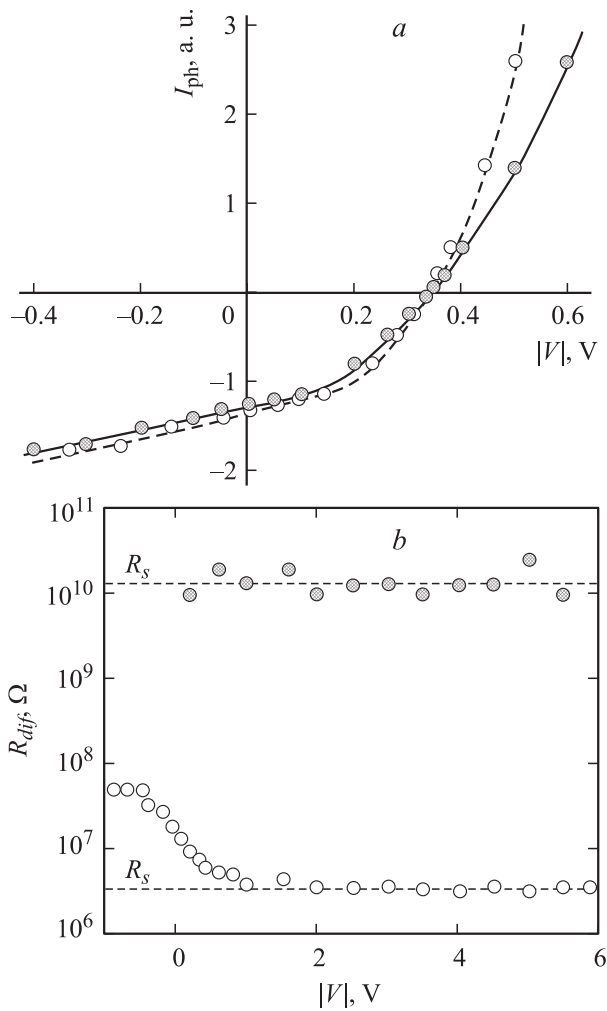 3
a
I_ph, a. u.
2
1
−0.4 −0.2 0 0.2 0.4 0.6
|V|, V
−1
−2
10^11
b
R_s
10^10
10^9
R_dif, Ω
10^8
10^7
R_s
10^6
0 2 4 6
|V|, V